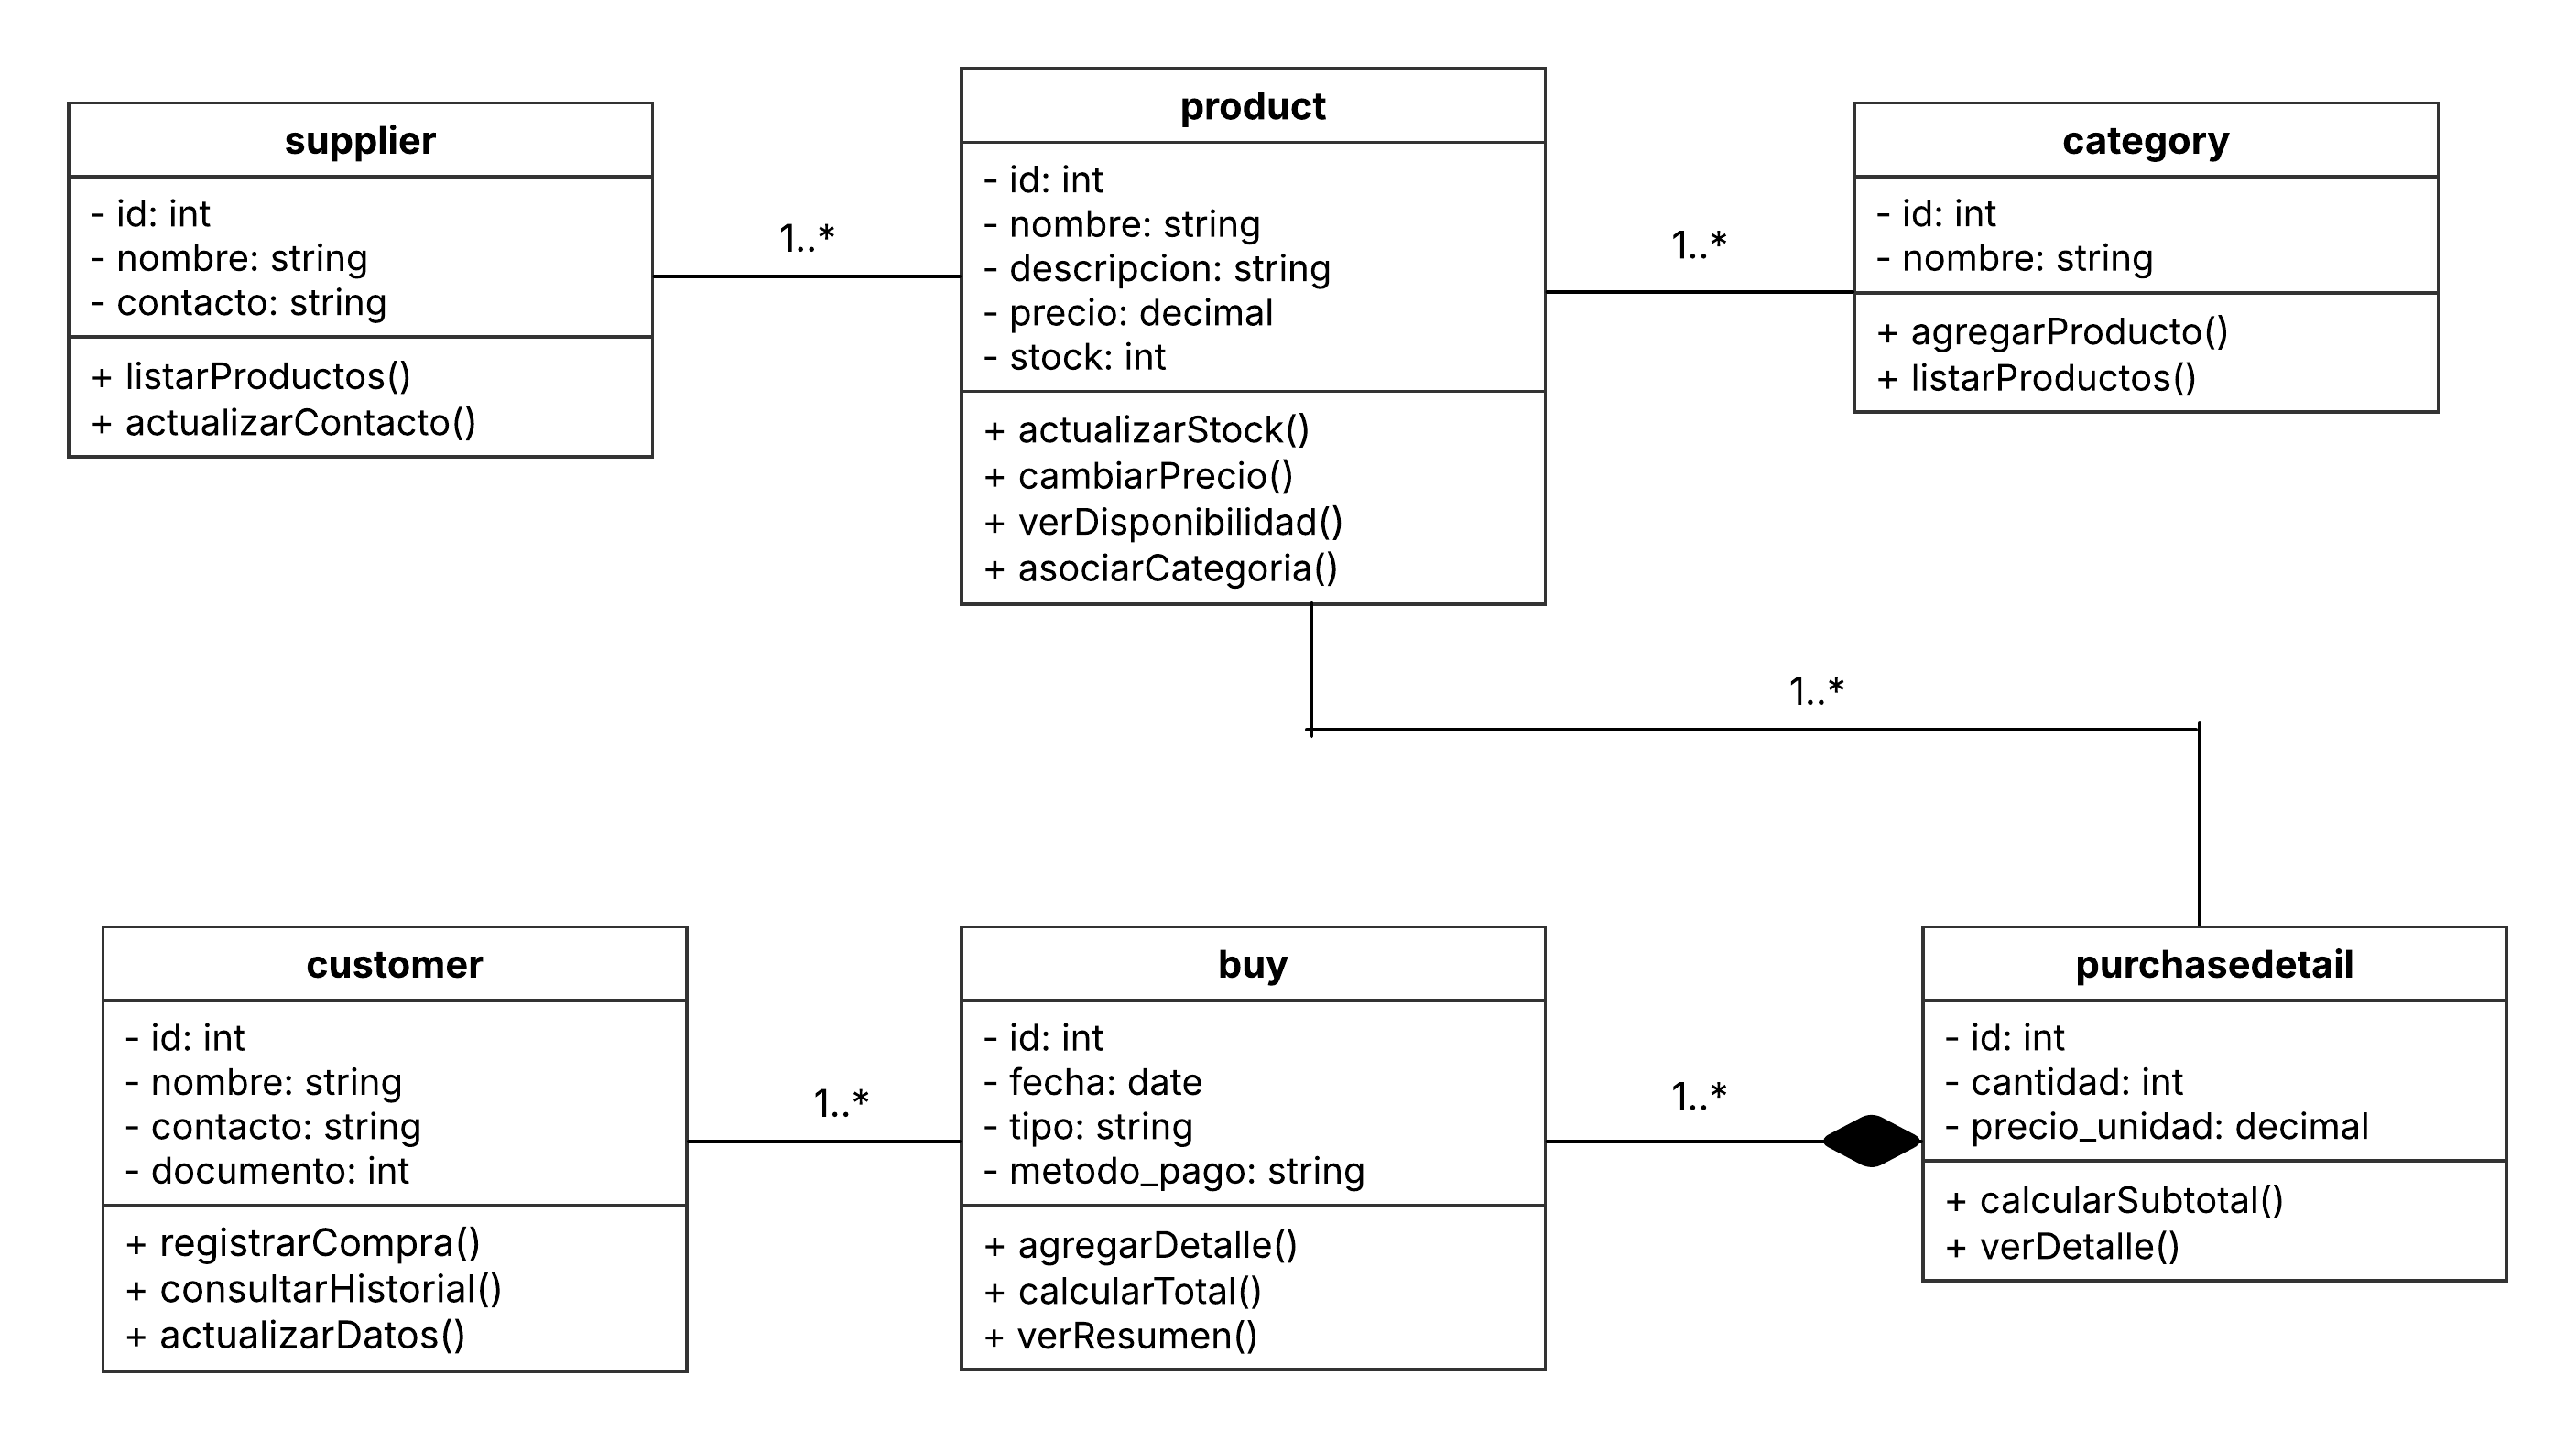 supplier
- id: int
- nombre: string
- contacto: string
+ listarProductos()
+ actualizarContacto()
1..*
product
- id: int
- nombre: string
- descripcion: string
- precio: decimal
- stock: int
+ actualizarStock()
+ cambiarPrecio()
+ verDisponibilidad()
+ asociarCategoria()
1..*
category
- id: int
- nombre: string
+ agregarProducto()
+ listarProductos()
1..*
customer
- id: int
- nombre: string
- contacto: string
- documento: int
+ registrarCompra()
+ consultarHistorial()
+ actualizarDatos()
1..*
buy
- id: int
- fecha: date
- tipo: string
- metodo_pago: string
+ agregarDetalle()
+ calcularTotal()
+ verResumen()
1..*
purchasedetail
- id: int
- cantidad: int
- precio_unidad: decimal
+ calcularSubtotal()
+ verDetalle()